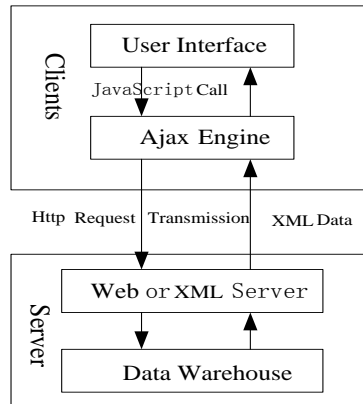 Clients
User Interface
JavaScript Call
Ajax Engine
Http Request Transmission XML Data
Server
Web or XML Server
Data Warehouse